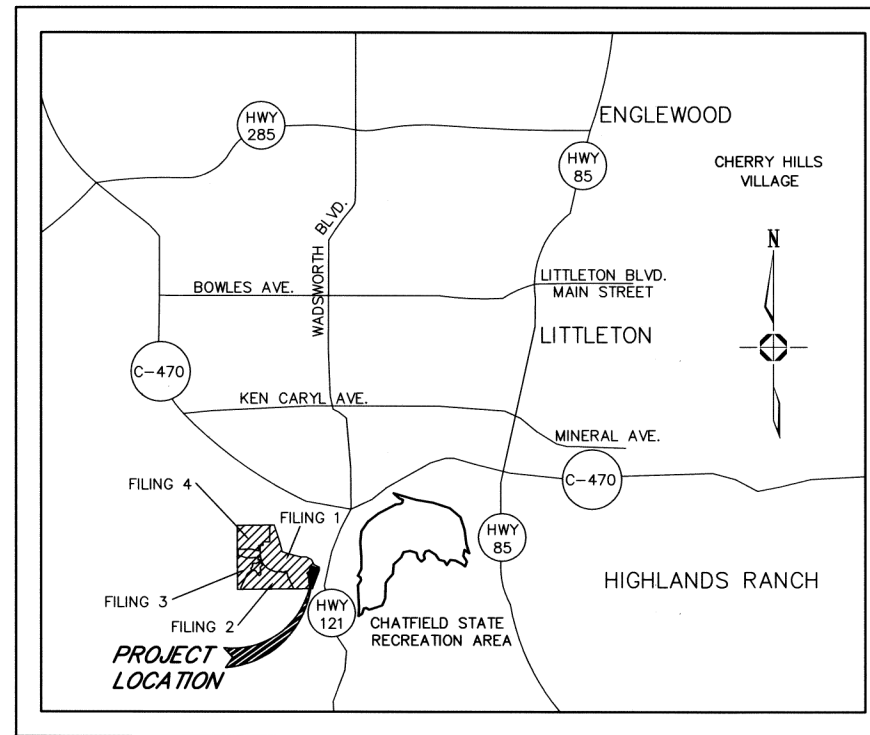 ENGLEWOOD
HWY
285
HWY
85
CHERRY HILLS
VILLAGE
WADSWORTH BLVD.
N
BOWLES AVE.
LITTLETON BLVD.
MAIN STREET
LITTLETON
C-470
KEN CARYL AVE.
MINERAL AVE.
C-470
FILING 4
FILING 1
HWY
85
HIGHLANDS RANCH
FILING 3
FILING 2
HWY
121
CHATFIELD STATE
RECREATION AREA
PROJECT
LOCATION